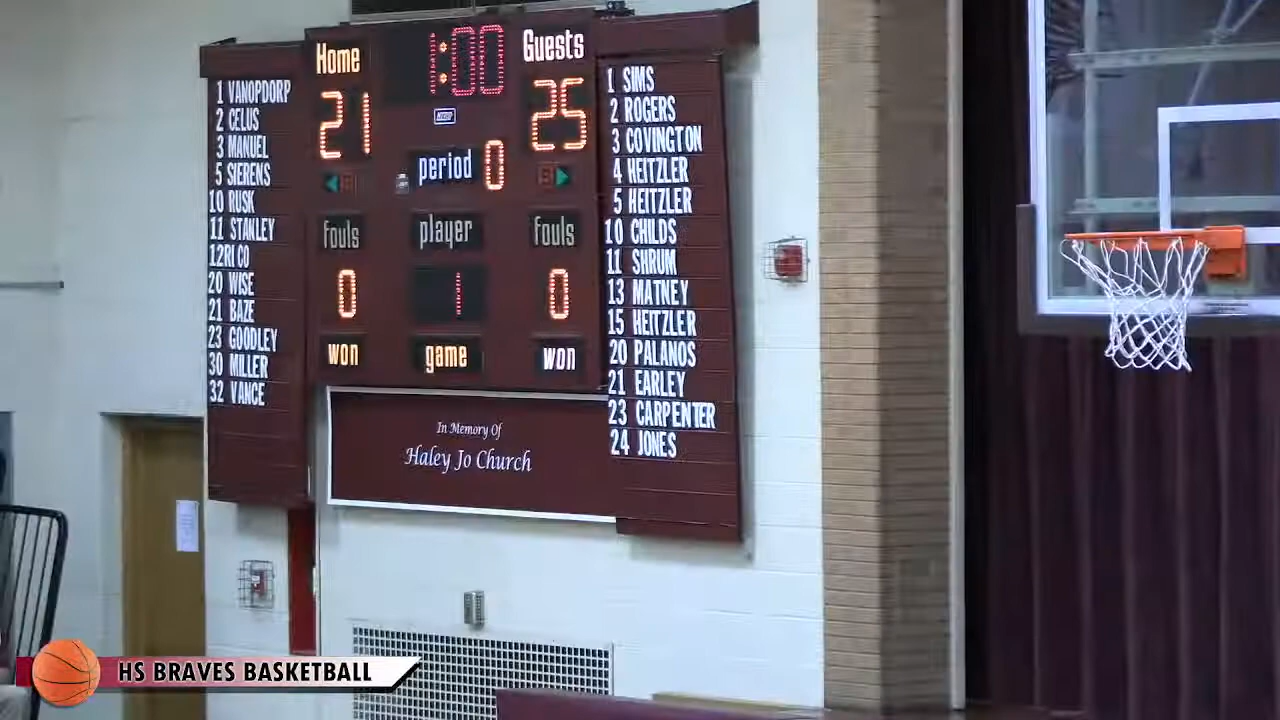 Home
1:00
Guests
21
25
period 0
fouls
player
fouls
0
1
0
won
game
won
1 VANOPDORP
2 CELUS
3 MANUEL
5 SIERENS
10 RUSK
11 STANLEY
12RICO
20 WISE
21 BAZE
23 GOODLEY
30 MILLER
32 VANCE
1 SIMS
2 ROGERS
3 COVINGTON
4 HEITZLER
5 HEITZLER
10 CHILDS
11 SHRUM
13 MATNEY
15 HEITZLER
20 PALANOS
21 EARLEY
23 CARPENTER
24 JONES
In Memory Of
Haley Jo Church
HS BRAVES BASKETBALL